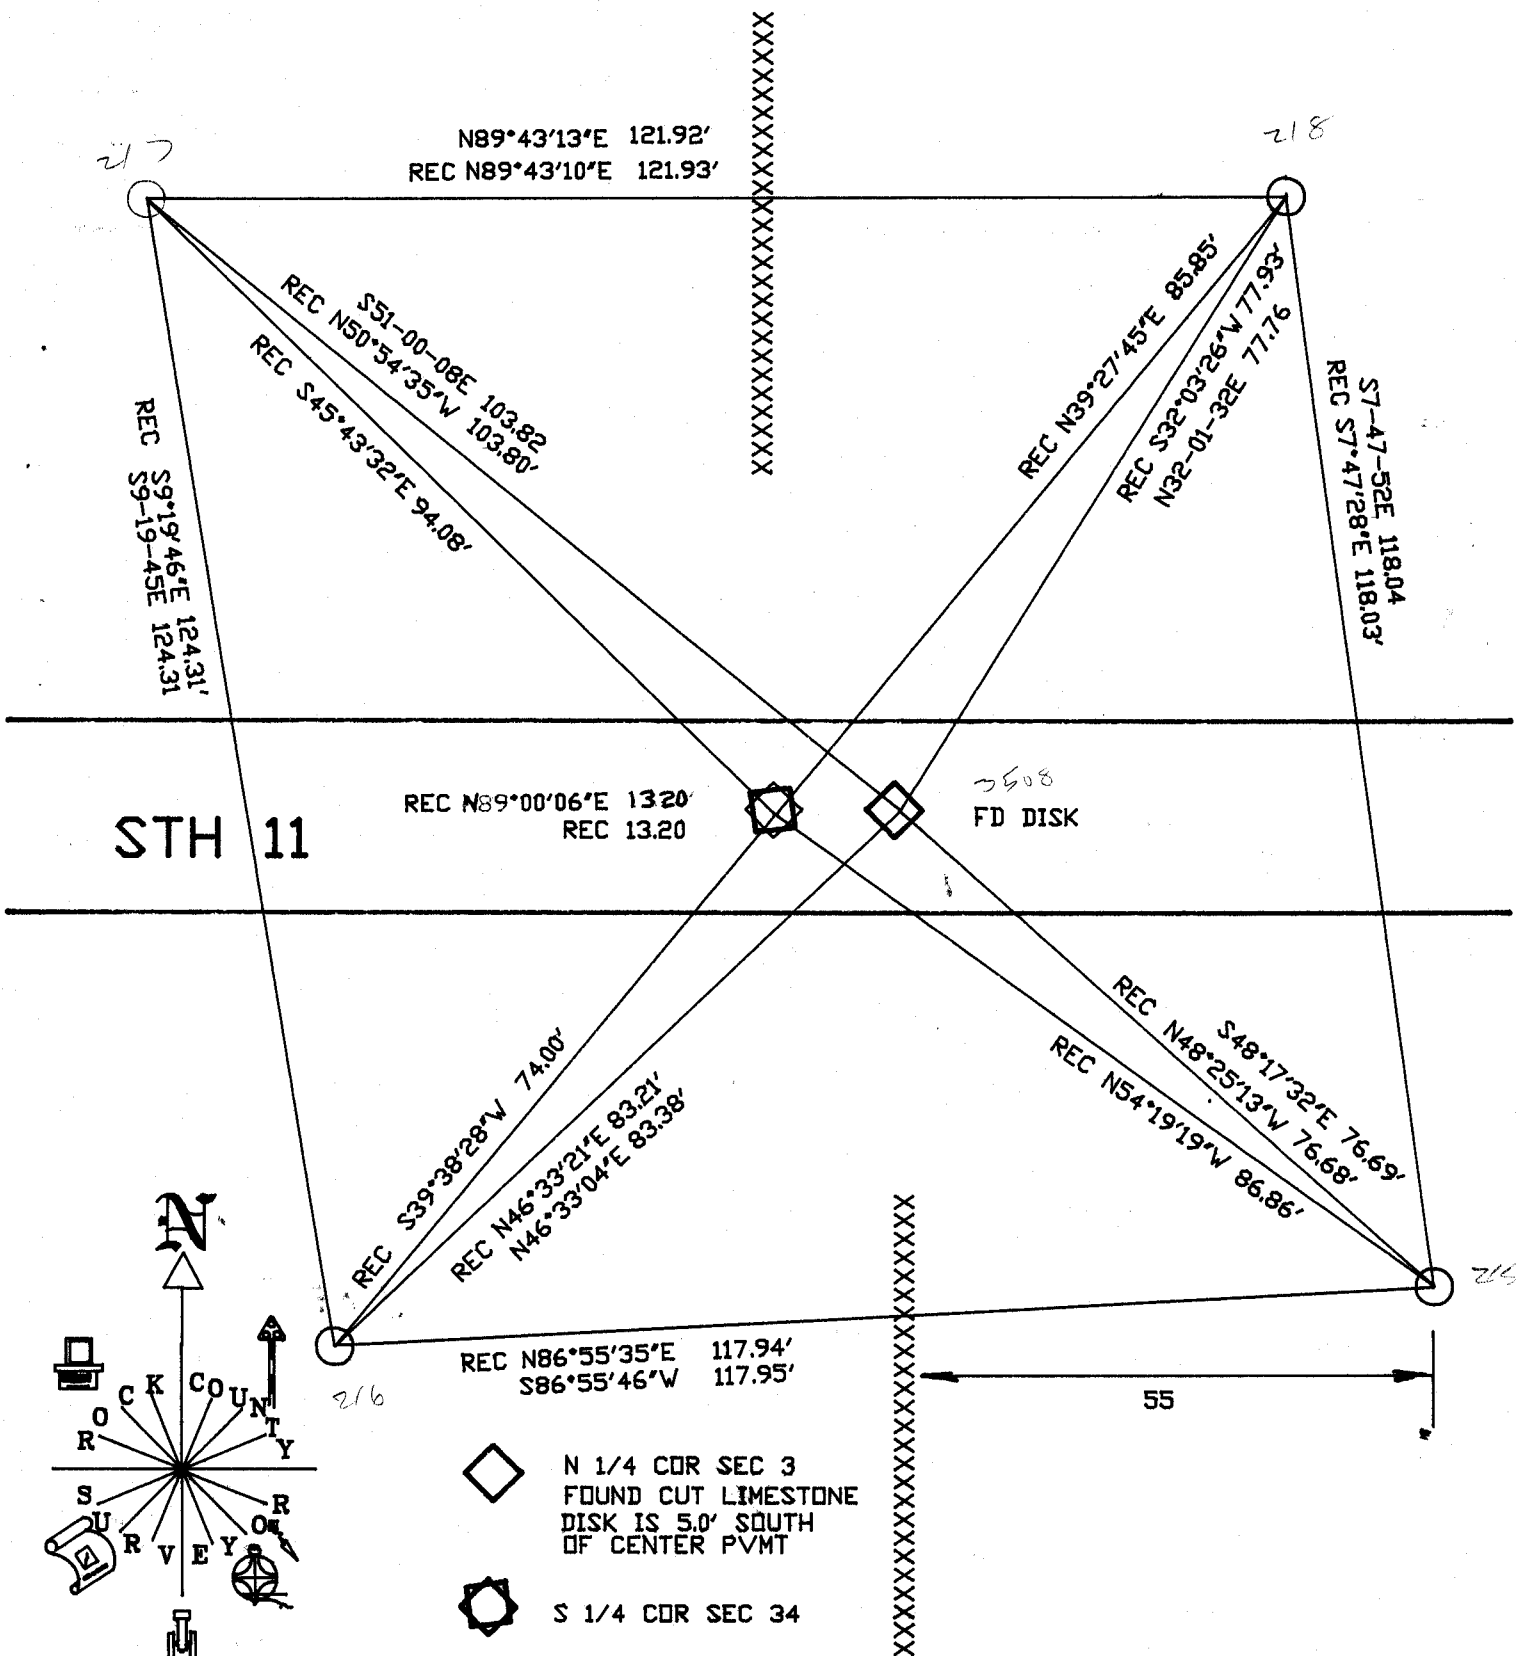 N89°43'13"E 121.92'
REC N89°43'10"E 121.93'
217
218
S51-00-08E 103.82
REC N50°54'35"W 103.80'
REC S45°43'32"E 94.08'
REC N39°27'45"E 85.85'
REC S32°03'26"W 77.93'
N32-01-32E 77.76
S7-47-52E 118.04
REC S7°47'28"E 118.03'
REC S9°19'46"E 124.31'
S9-19-45E 124.31
REC N89°00'06"E 13.20'
REC 13.20
3508
FD DISK
STH 11
REC S39°38'28"W 74.00'
REC N46°33'21"E 83.21'
N46°33'04"E 83.38'
S48°17'32"E 76.69'
REC N48°25'13"W 76.68'
REC N54°19'19"W 86.86'
215
216
REC N86°55'35"E 117.94'
S86°55'46"W 117.95'
55
N
ROCK COUNTY
SURVEYOR
N 1/4 COR SEC 3
FOUND CUT LIMESTONE
DISK IS 5.0' SOUTH
OF CENTER PVMT
S 1/4 COR SEC 34